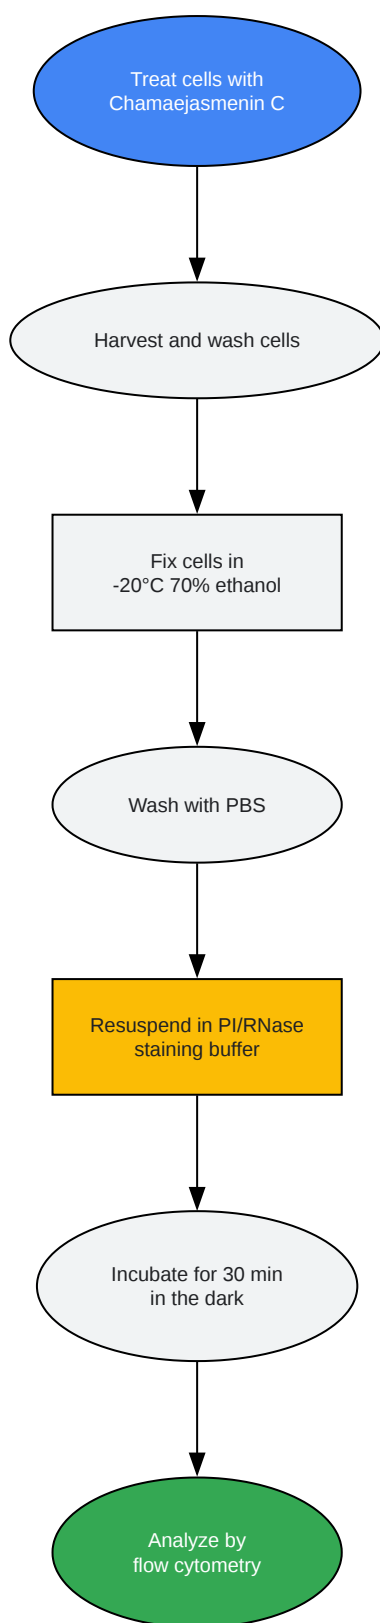 Treat cells with
Chamaejasmenin C
Harvest and wash cells
Fix cells in
-20°C 70% ethanol
Wash with PBS
Resuspend in PI/RNase
staining buffer
Incubate for 30 min
in the dark
Analyze by
flow cytometry